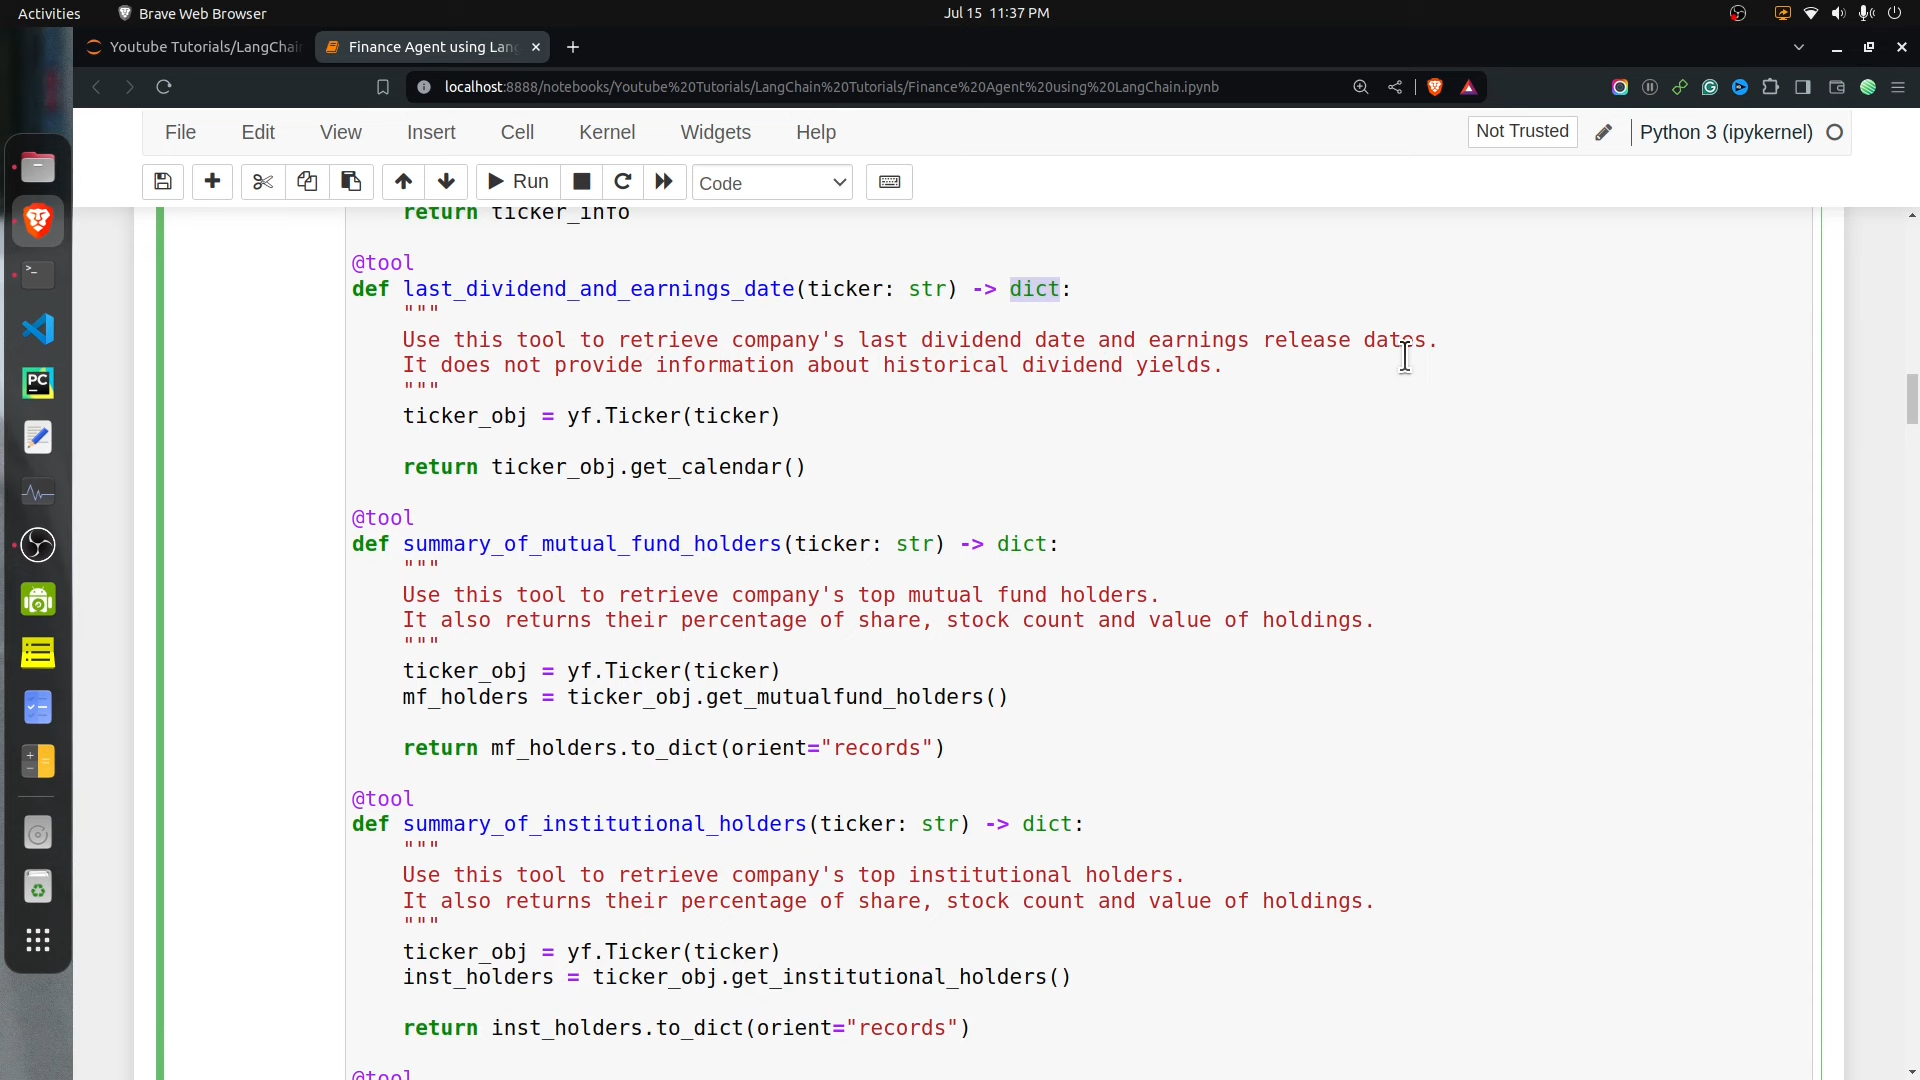 Activities
Brave Web Browser
Jul 15 11:37 PM
Youtube Tutorials/LangChain
Finance Agent using Lang
localhost:8888/notebooks/Youtube%20Tutorials/LangChain%20Tutorials/Finance%20Agent%20using%20LangChain.ipynb
File Edit View Insert Cell Kernel Widgets Help
Not Trusted
Python 3 (ipykernel)
Run
Code
return ticker_info
@tool
def last_dividend_and_earnings_date(ticker: str) -> dict:
"""
Use this tool to retrieve company's last dividend date and earnings release dates.
It does not provide information about historical dividend yields.
"""
ticker_obj = yf.Ticker(ticker)
return ticker_obj.get_calendar()
@tool
def summary_of_mutual_fund_holders(ticker: str) -> dict:
"""
Use this tool to retrieve company's top mutual fund holders.
It also returns their percentage of share, stock count and value of holdings.
"""
ticker_obj = yf.Ticker(ticker)
mf_holders = ticker_obj.get_mutualfund_holders()
return mf_holders.to_dict(orient="records")
@tool
def summary_of_institutional_holders(ticker: str) -> dict:
"""
Use this tool to retrieve company's top institutional holders.
It also returns their percentage of share, stock count and value of holdings.
"""
ticker_obj = yf.Ticker(ticker)
inst_holders = ticker_obj.get_institutional_holders()
return inst_holders.to_dict(orient="records")
@tool
PC